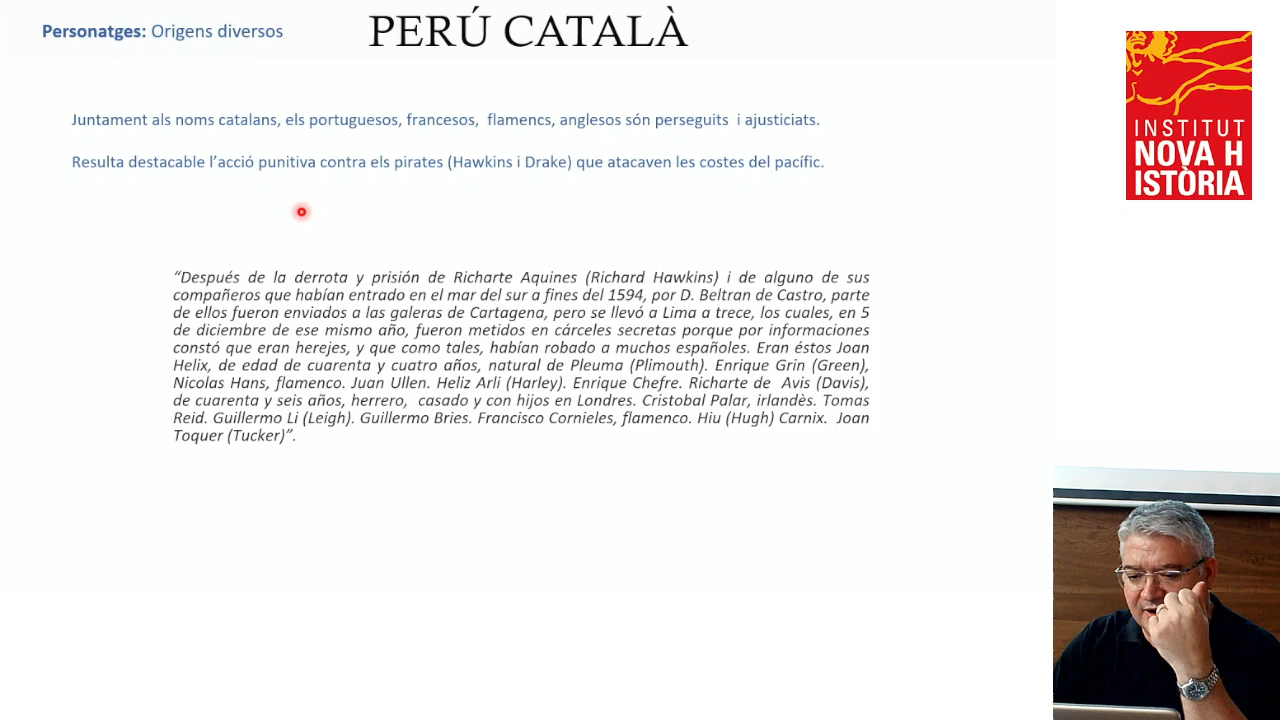 Personatges: Origens diversos
PERÚ CATALÀ
INSTITUT
NOVA H
ISTÒRIA
Juntament als noms catalans, els portuguesos, francesos, flamencs, anglesos són perseguits i ajusticiats.
Resulta destacable l'acció punitiva contra els pirates (Hawkins i Drake) que atacaven les costes del pacífic.
“Después de la derrota y prisión de Richarte Aquines (Richard Hawkins) i de alguno de sus
compañeros que habían entrado en el mar del sur a fines del 1594, por D. Beltran de Castro, parte
de ellos fueron enviados a las galeras de Cartagena, pero se llevó a Lima a trece, los cuales, en 5
de diciembre de ese mismo año, fueron metidos en cárceles secretas porque por informaciones
constó que eran herejes, y que como tales, habían robado a muchos españoles. Eran éstos Joan
Helix, de edad de cuarenta y cuatro años, natural de Pleuma (Plimouth). Enrique Grin (Green),
Nicolas Hans, flamenco. Juan Ullen. Heliz Arli (Harley). Enrique Chefre. Richarte de Avis (Davis),
de cuarenta y seis años, herrero, casado y con hijos en Londres. Cristobal Palar, irlandès. Tomas
Reid. Guillermo Li (Leigh). Guillermo Bries. Francisco Cornieles, flamenco. Hiu (Hugh) Carnix. Joan
Toquer (Tucker)”.